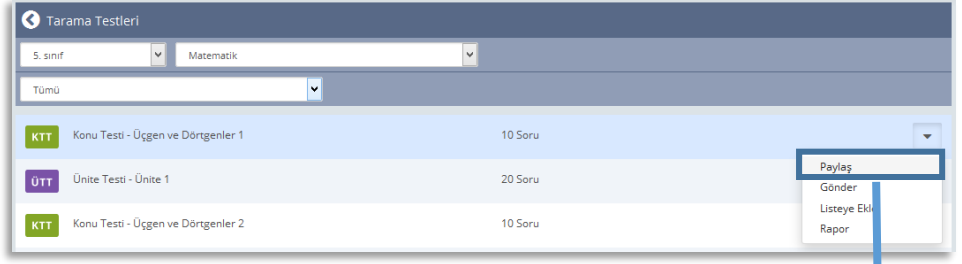 Tarama Testleri
5. sınıf Matematik
Tümü
KTT Konu Testi - Üçgen ve Dörtgenler 1 10 Soru
Paylaş
ÜTT Ünite Testi - Ünite 1 20 Soru
Gönder
Listeye Ekle
KTT Konu Testi - Üçgen ve Dörtgenler 2 10 Soru
Rapor